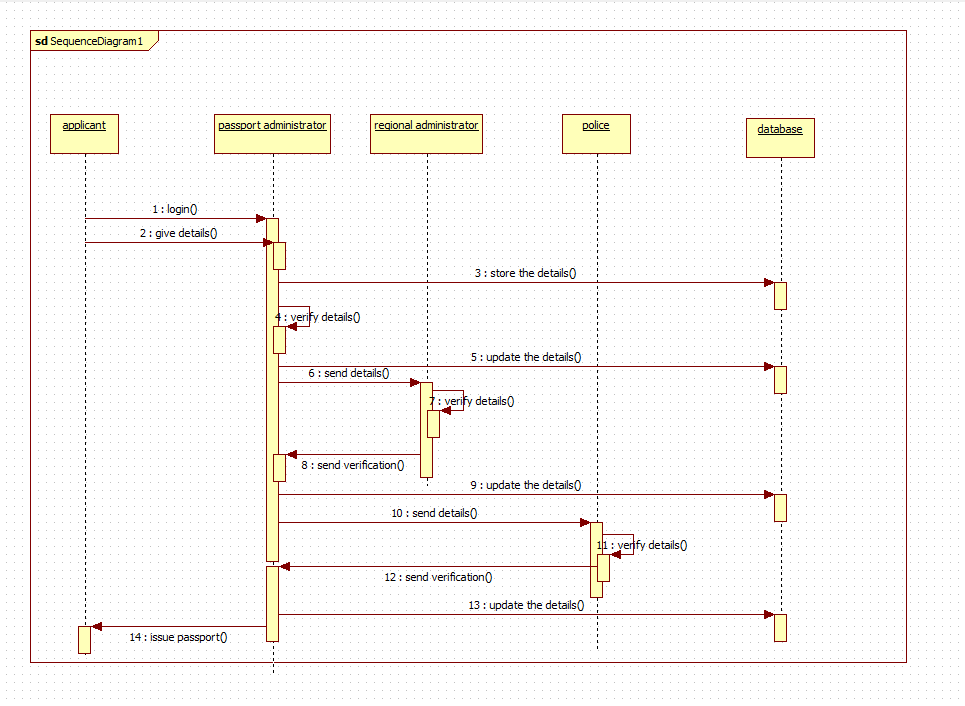 sd SequenceDiagram1
applicant
passport administrator
regional administrator
police
database
1 : login()
2 : give details()
3 : store the details()
4 : verify details()
5 : update the details()
6 : send details()
7 : verify details()
8 : send verification()
9 : update the details()
10 : send details()
11 : verify details()
12 : send verification()
13 : update the details()
14 : issue passport()